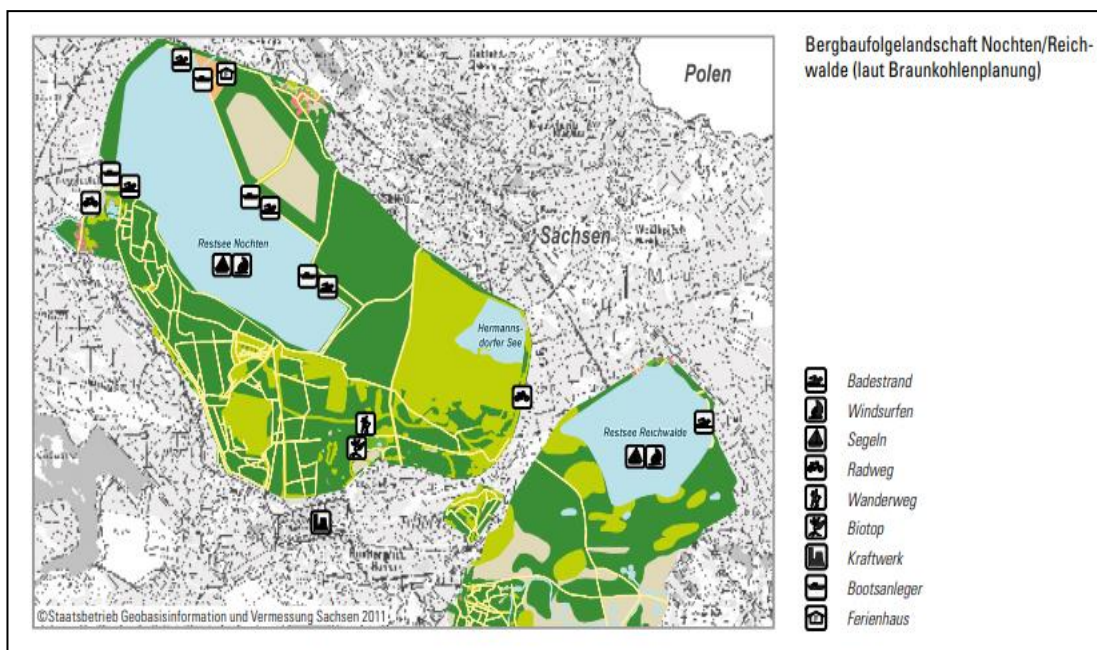 Bergbaufolgelandschaft Nochten/Reich-
walde (laut Braunkohlenplanung)
Polen
Sachsen
Restsee Nochten
Hermanns-
dorfer See
Restsee Reichwalde
Badestrand
Windsurfen
Segeln
Radweg
Wanderweg
Biotop
Kraftwerk
Bootsanleger
Ferienhaus
©Staatsbetrieb Geobasisinformation und Vermessung Sachsen 2011